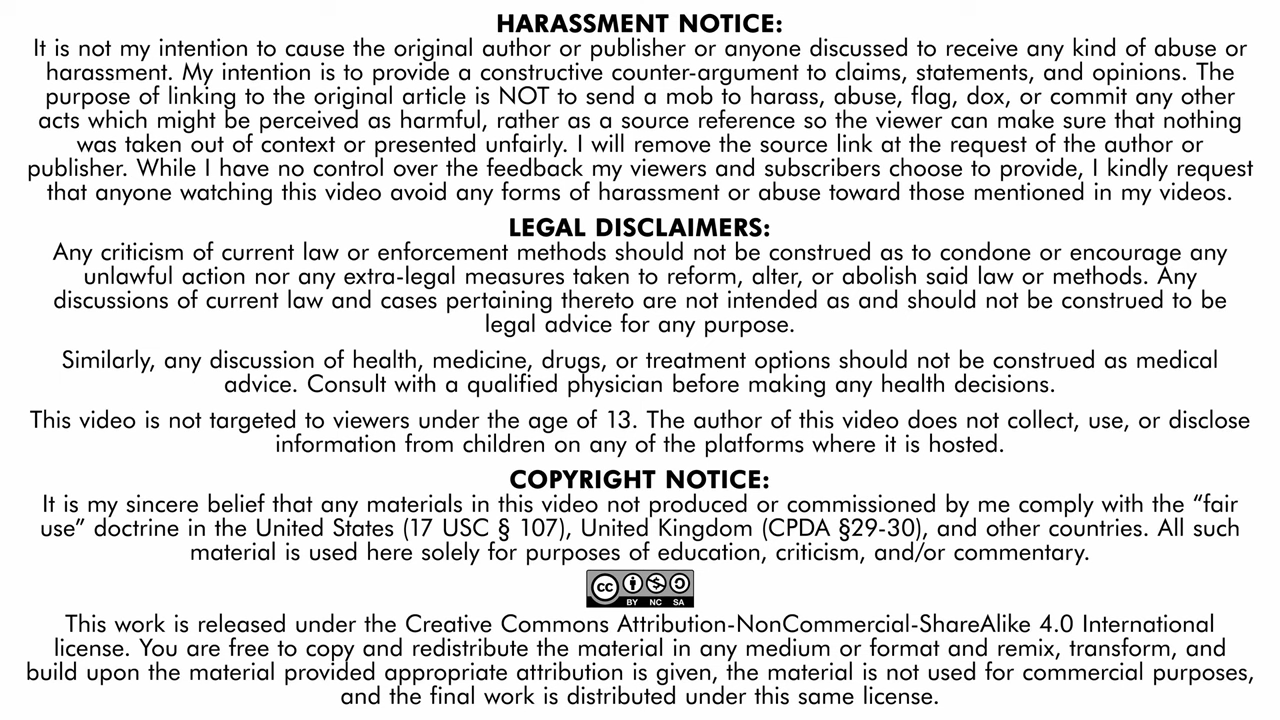 HARASSMENT NOTICE:
It is not my intention to cause the original author or publisher or anyone discussed to receive any kind of abuse or
harassment. My intention is to provide a constructive counter-argument to claims, statements, and opinions. The
purpose of linking to the original article is NOT to send a mob to harass, abuse, flag, dox, or commit any other
acts which might be perceived as harmful, rather as a source reference so the viewer can make sure that nothing
was taken out of context or presented unfairly. I will remove the source link at the request of the author or
publisher. While I have no control over the feedback my viewers and subscribers choose to provide, I kindly request
that anyone watching this video avoid any forms of harassment or abuse toward those mentioned in my videos.
LEGAL DISCLAIMERS:
Any criticism of current law or enforcement methods should not be construed as to condone or encourage any
unlawful action nor any extra-legal measures taken to reform, alter, or abolish said law or methods. Any
discussions of current law and cases pertaining thereto are not intended as and should not be construed to be
legal advice for any purpose.
Similarly, any discussion of health, medicine, drugs, or treatment options should not be construed as medical
advice. Consult with a qualified physician before making any health decisions.
This video is not targeted to viewers under the age of 13. The author of this video does not collect, use, or disclose
information from children on any of the platforms where it is hosted.
COPYRIGHT NOTICE:
It is my sincere belief that any materials in this video not produced or commissioned by me comply with the “fair
use” doctrine in the United States (17 USC § 107), United Kingdom (CPDA §29-30), and other countries. All such
material is used here solely for purposes of education, criticism, and/or commentary.
cc
BY NC SA
This work is released under the Creative Commons Attribution-NonCommercial-ShareAlike 4.0 International
license. You are free to copy and redistribute the material in any medium or format and remix, transform, and
build upon the material provided appropriate attribution is given, the material is not used for commercial purposes,
and the final work is distributed under this same license.